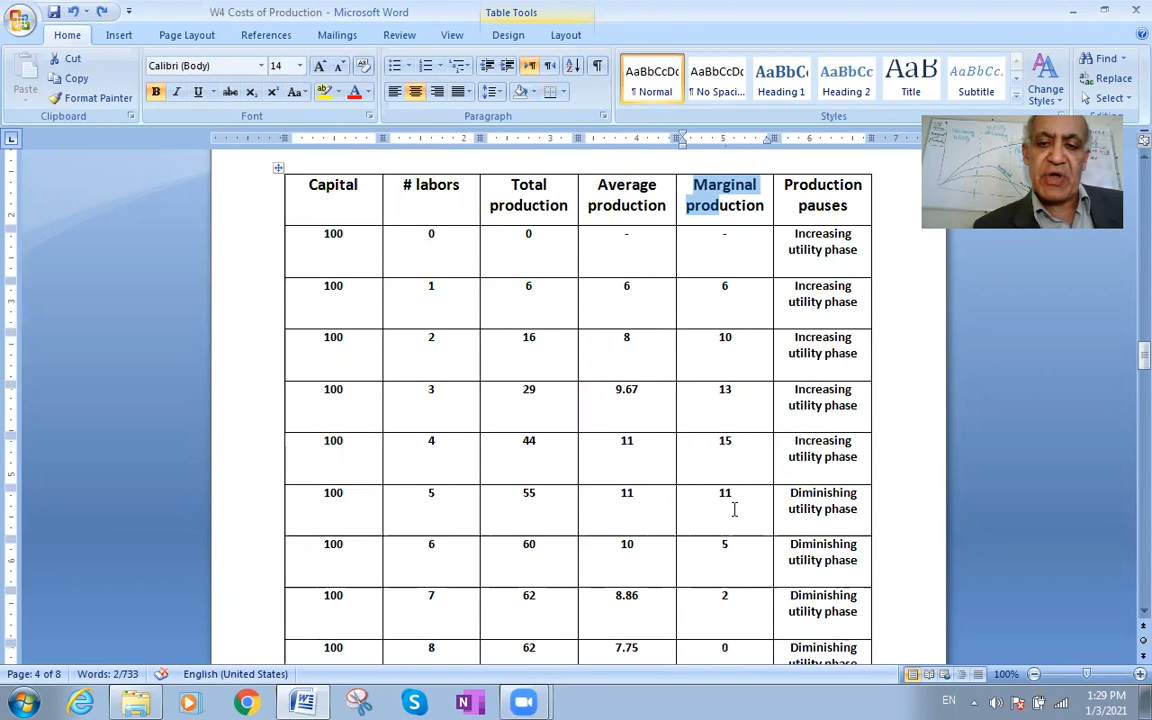 W4 Costs of Production - Microsoft Word
Table Tools
Home Insert Page Layout References Mailings Review View Design Layout
Paste
Cut
Copy
Format Painter
Clipboard
Calibri (Body) 14
Font
Paragraph
AaBbCcDc AaBbCcDc AaBbC AaBbCc AaB AaBbCc.
¶ Normal ¶ No Spaci... Heading 1 Heading 2 Title Subtitle
Change
Styles
Styles
Find
Replace
Select
Editing
Capital # labors Total production Average production Marginal production Production pauses
100 0 0 - - Increasing utility phase
100 1 6 6 6 Increasing utility phase
100 2 16 8 10 Increasing utility phase
100 3 29 9.67 13 Increasing utility phase
100 4 44 11 15 Increasing utility phase
100 5 55 11 11 Diminishing utility phase
100 6 60 10 5 Diminishing utility phase
100 7 62 8.86 2 Diminishing utility phase
100 8 62 7.75 0 Diminishing utility phase
Page: 4 of 8 Words: 2/733 English (United States) 100%
EN 1:29 PM
1/3/2021